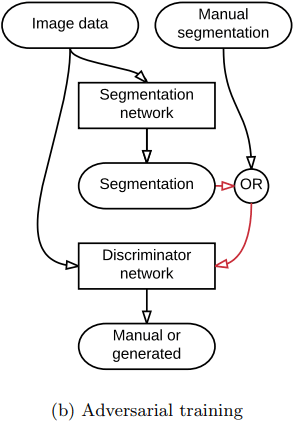 Image data
Manual
segmentation
Segmentation
network
Segmentation
OR
Discriminator
network
Manual or
generated
(b) Adversarial training